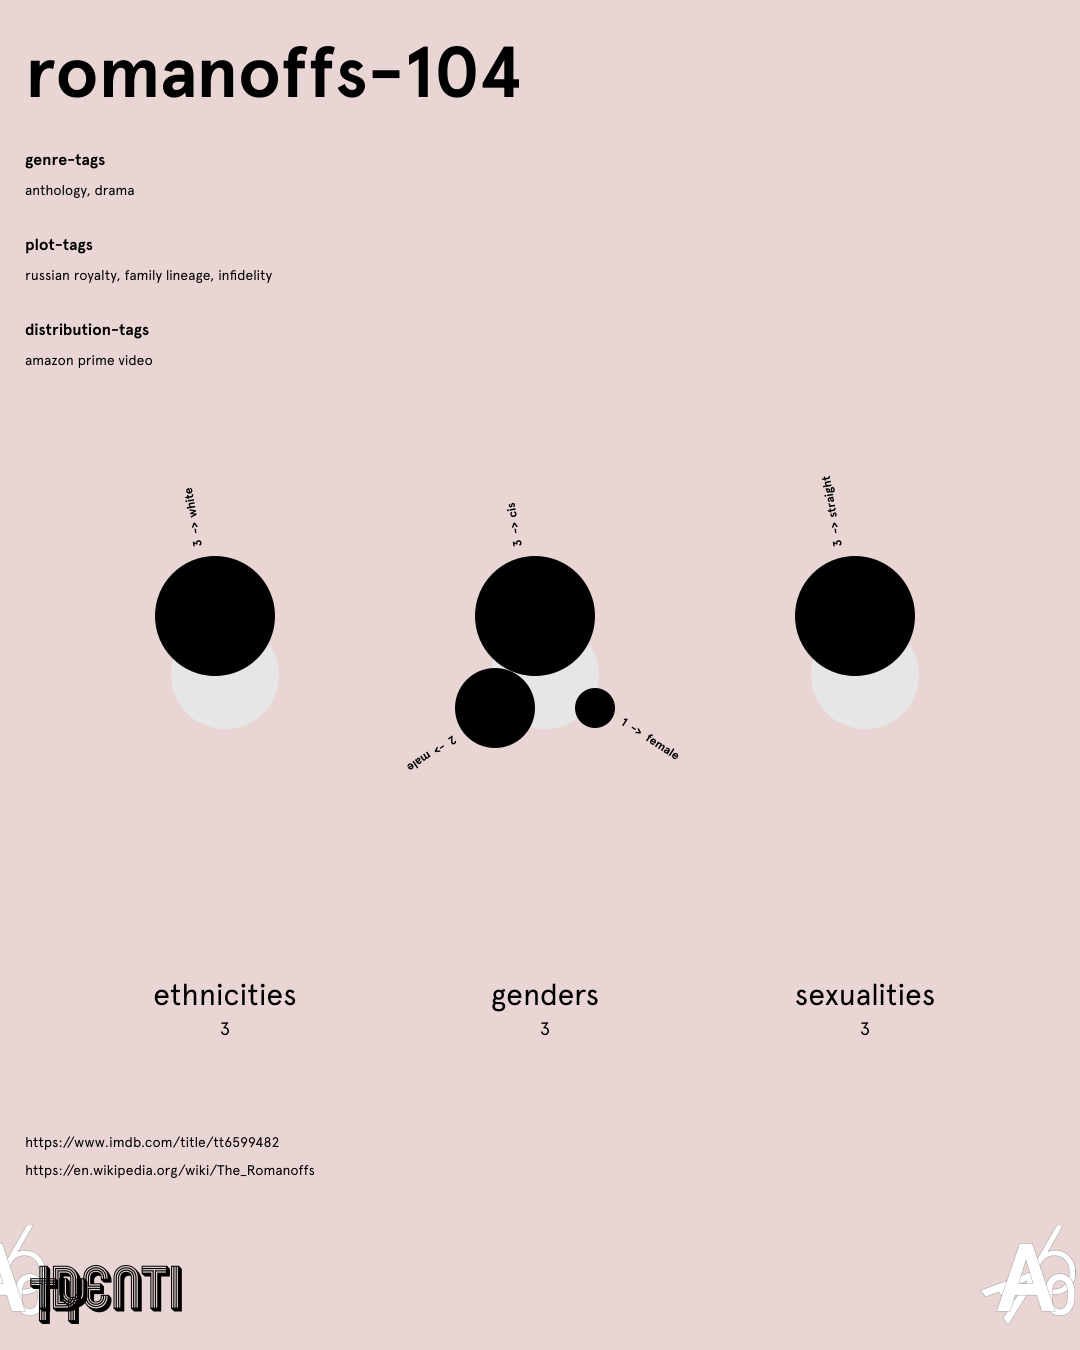 romanoffs-104
genre-tags
anthology, drama
plot-tags
russian royalty, family lineage, infidelity
distribution-tags
amazon prime video
3 -> white
3 -> cis
3 -> straight
2 -> male
1 -> female
ethnicities
3
genders
3
sexualities
3
https://www.imdb.com/title/tt6599482
https://en.wikipedia.org/wiki/The_Romanoffs
IDENTI